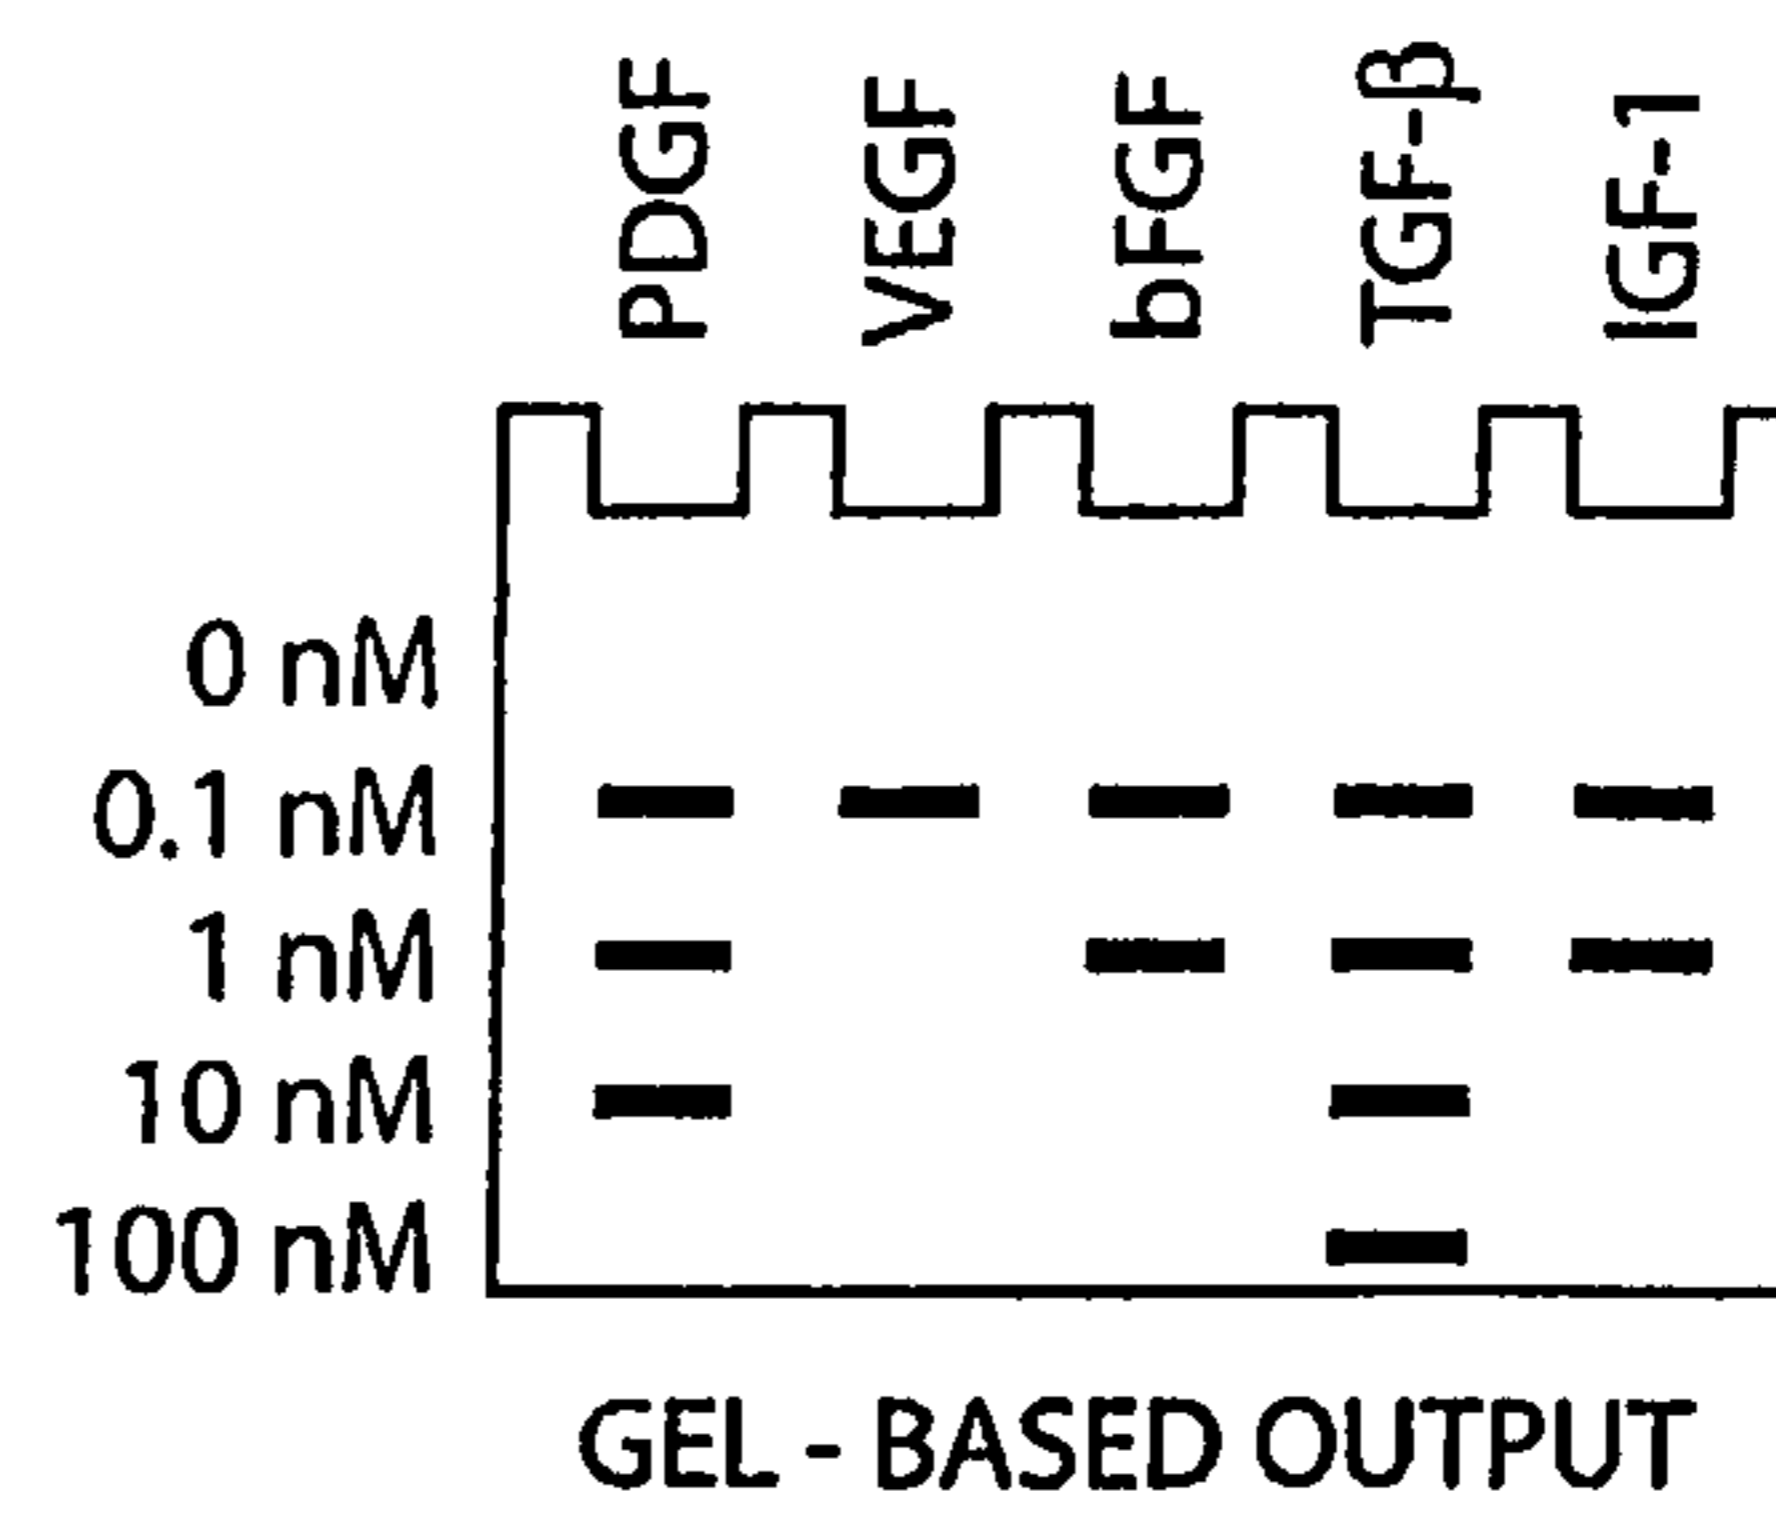 PDGF
VEGF
bFGF
TGF-β
IGF-1
0 nM
0.1 nM
1 nM
10 nM
100 nM
GEL - BASED OUTPUT